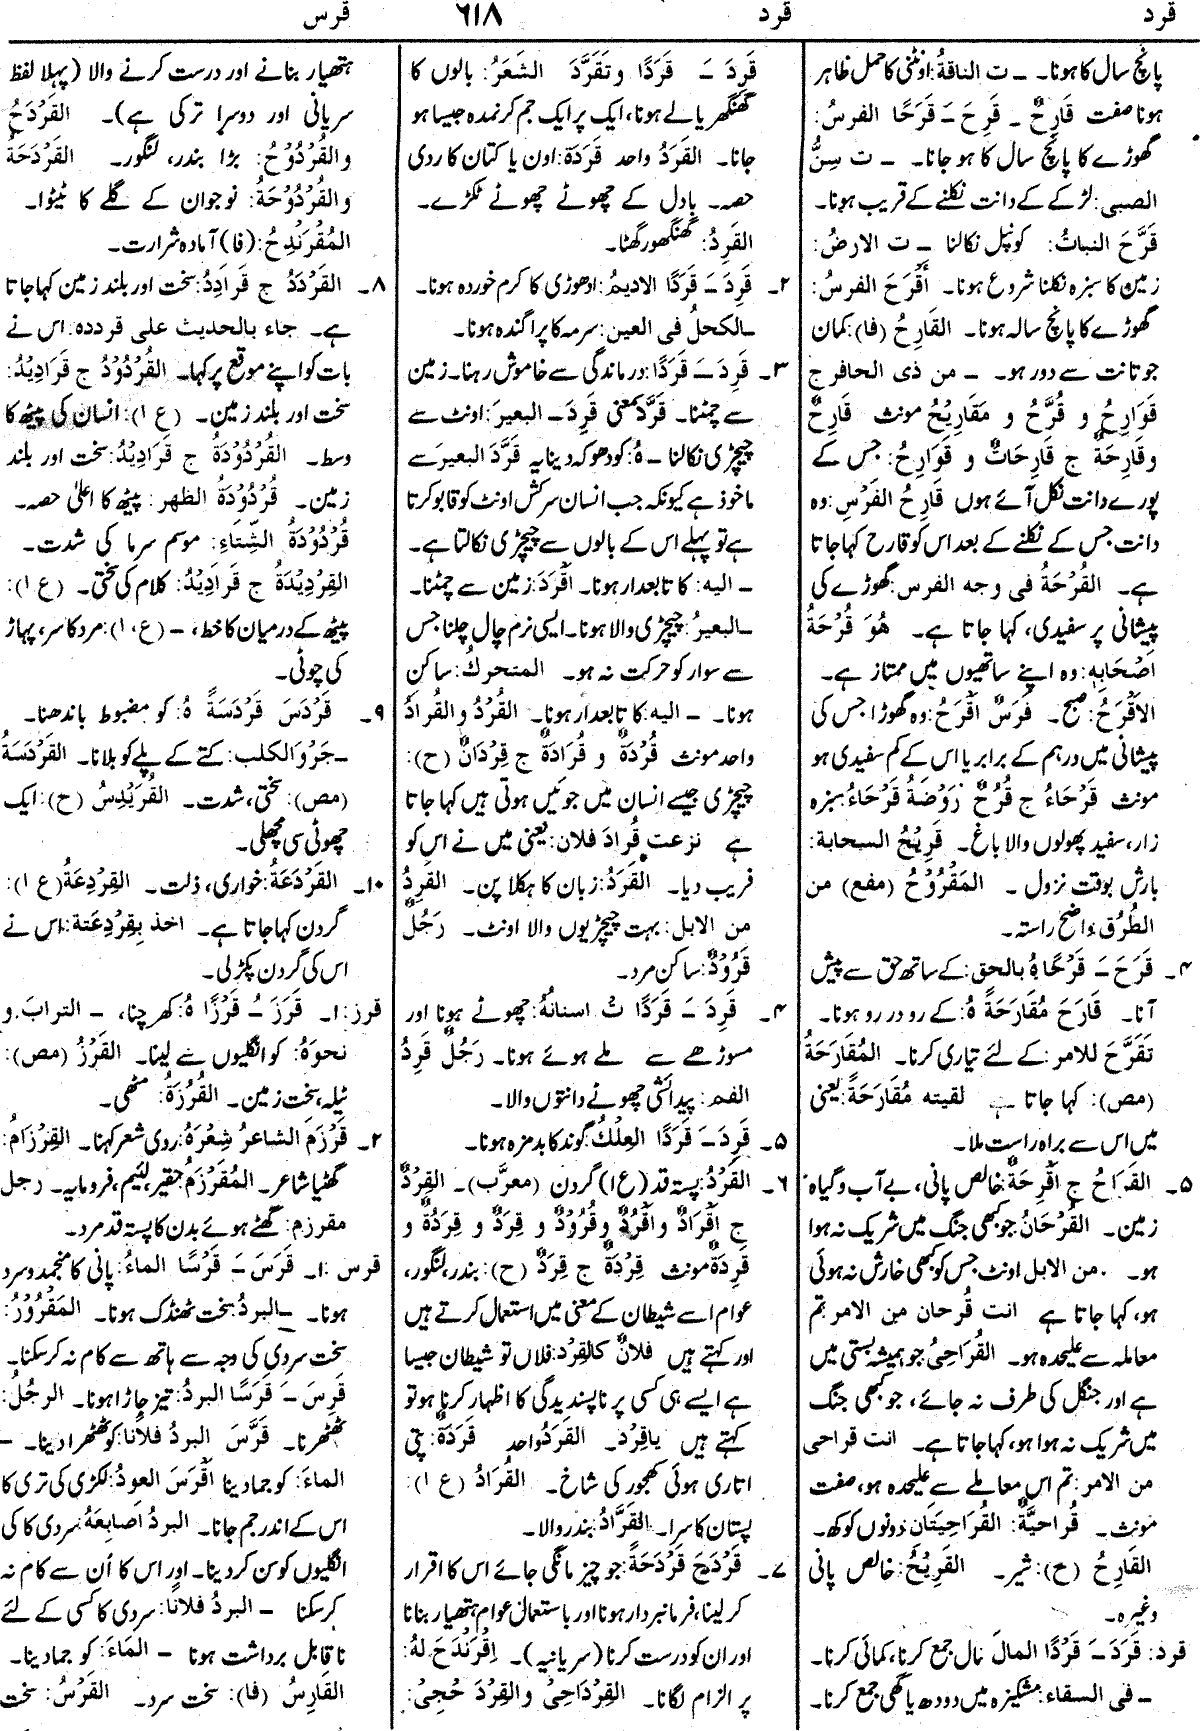 قرد قرد ٦١٨ قرس
پانچ سال کا ہونا۔ ـ ت الناقةُ: اونٹنی کا حمل ظاہر
ہونا صفت قَارِحٌ ۔ قَرِحَ ـَ قَرَحًا الفرسُ:
گھوڑے کا پانچ سال کا ہو جانا۔ ـ ت سِنُّ
الصبی: لڑکے کے دانت نکلنے کے قریب ہونا۔
قَرَّحَ النباتُ: کونپل نکالنا ـ ت الارضُ:
زمین کا سبزہ نکلنا شروع ہونا۔ أَقْرَحَ الفرسُ:
گھوڑے کا پانچ سالہ ہونا۔ القَارِحُ (فا): کمان
جو تانت سے دور ہو۔ ـ من ذی الحافر ج
قَوَارِحُ و قُرَّحُ و مَقَارِيْحُ مونث قَارِحٌ
وقَارِحَةٌ ج قَارِحَاتٌ و قَوَارِحُ: جس کے
پورے دانت نکل آئے ہوں قَارِحُ الفَرَسِ: وہ
دانت جس کے نکلنے کے بعد اس کو قارح کہا جاتا
ہے۔ القُرْحَةُ فی وجه الفرس: گھوڑے کی
پیشانی پر سفیدی، کہا جاتا ہے۔ هُوَ قُرْحَةُ
اَصْحَابِهِ: وہ اپنے ساتھیوں میں ممتاز ہے۔
الاَقْرَحُ: صبح۔ فَرَسٌ اَقْرَحُ: وہ گھوڑا جس کی
پیشانی میں درہم کے برابر یا اس کے کم سفیدی ہو
مونث قَرْحَاءُ ج قُرْحٌ رَوْضَةُ قَرْحَاءُ: سبزہ
زار، سفید پھولوں والا باغ۔ قَرِيْحُ السحابة:
بارش بوقت نزول ۔ المَقْرُوْحُ (مفع) من
الطُرُق: واضح راستہ۔
۴۔ قَرَحَ ـَ قَرْحًا هُ بالحق: کے ساتھ حق سے پیش
آنا۔ قَارَحَ مُقَارَحَةً هُ: کے رو در رو ہونا۔
تَقَرَّحَ للامر: کے لئے تیاری کرنا۔ المُقَارَحَةُ
(مص): کہا جاتا ہے لقيته مُقَارَحَةً: یعنی
میں اس سے براہ راست ملا۔
۵۔ القَرَاحُ ج اَقْرِحَةٌ: خالص پانی، بے آب و گیاہ
زمین۔ القُرْحَانُ: جو کبھی جنگ میں شریک نہ ہوا
ہو۔ ـ من الابل: اونٹ جس کو کبھی خارش نہ ہوئی
ہو، کہا جاتا ہے انت قُرحان من الامر: تم
معاملہ سے علیحدہ ہو۔ القُرَاحِیُّ: جو ہمیشہ بستی میں
ہے اور جنگل کی طرف نہ جائے، جو کبھی جنگ
میں شریک نہ ہوا ہو، کہا جاتا ہے۔ انت قراحی
من الامر: تم اس معاملے سے علیحدہ ہو، صفت
مونث۔ قُراحِيَّةٌ: القُرَاحِيَتَان: دونوں کوکھ۔
القَارِحُ (ح): شیر۔ القَرِيْحُ: خالص پانی
وغیرہ۔
قرد: قَرَدَ ـِ قَرْدًا المالَ: مال جمع کرنا، کمائی کرنا۔
ـ فی السقاء: مشکیزہ میں دودھ یا گھی جمع کرنا۔
قَرِدَ ـَ قَرَدًا وتَقَرَّدَ الشَعَرُ: بالوں کا
گھنگھریالے ہونا، ایک پر ایک جم کر نمدہ جیسا ہو
جانا۔ القَرَدُ واحد قَرَدَة: اون یا کتان کا ردی
حصہ۔ بادل کے چھوٹے چھوٹے ٹکڑے۔
القَرِدُ: گھنگھور گھٹا۔
۲۔ قَرِدَ ـَ قَرَدًا الاديمُ: ادھوڑی کا کرم خوردہ ہونا۔
ـ الکحلُ فی العین: سرمہ کا پراگندہ ہونا۔
۳۔ قَرِدَ ـَ قَرَدًا: درماندگی سے خاموش رہنا۔ زمین
سے چمٹنا۔ قَرَّدَ بمعنی قَرِدَ ـ البعیرَ: اونٹ سے
چیچڑی نکالنا ـ هُ: کو دھوکہ دینا یہ قَرَّدَ البعیرَ سے
ماخوذ ہے کیونکہ جب انسان سرکش اونٹ کو قابو کرتا
ہے تو پہلے اس کے بالوں سے چیچڑی نکالتا ہے۔
ـ الیه: کا تابعدار ہونا۔ اَقْرَدَ: زمین سے چمٹنا۔
ـ البعیرُ: چیچڑی والا ہونا۔ ایسی نرم چال چلنا جس
سے سوار کو حرکت نہ ہو۔ المتحركُ: ساکن
ہونا۔ ـ الیه: کا تابعدار ہونا۔ القُرْدُ والقُرادُ
واحد مونث قُرْدَةٌ و قُرَادَةٌ ج قِرْدَانٌ (ح):
چیچڑی جیسے انسان میں جوئیں ہوتی ہیں کہا جاتا
ہے نزعت قُرادَ فلان: یعنی میں نے اس کو
فریب دیا۔ القَرَدُ: زبان کا ہکلا پن۔ القَرِدُ
من الابل: بہت چیچڑیوں والا اونٹ۔ رَجُلٌ
قَرُوْدٌ: ساکن مرد۔
۴۔ قَرِدَ ـَ قَرَدًا تْ اسنانُهُ: چھوٹے ہونا اور
مسوڑھے سے ملے ہوئے ہونا۔ رَجُلٌ قَرِدُ
الفم: پیدائشی چھوٹے دانتوں والا۔
۵۔ قَرِدَ ـَ قَرَدًا العِلْكُ: گوند کا بدمزہ ہونا۔
۶۔ القَرْدُ: پستہ قد (ع ا) گردن (معرَّب)۔ القِرْدُ
ج اَقْرَادٌ و اَقْرُدٌ و قُرُوْدٌ و قِرَدٌ و قِرَدَةٌ و
قَرِدَةٌ مونث قِرْدَةٌ ج قِرَدٌ (ح): بندر، لنگور،
عوام اسے شیطان کے معنی میں استعمال کرتے ہیں
اور کہتے ہیں فلانٌ کَالقِرْد: فلاں تو شیطان جیسا
ہے ایسے ہی کسی پر ناپسندیدگی کا اظہار کرنا ہو تو
کہتے ہیں یاقِرْد۔ القَرَدُ واحد قَرَدَةٌ: پتی
اتاری ہوئی کھجور کی شاخ۔ القُرَادُ (ع ا):
پستان کا سرا۔ القَرَّادُ: بندر والا۔
۷۔ قَرْدَحَ قَرْدَحَةً: جو چیز مانگی جائے اس کا اقرار
کر لینا، فرمانبردار ہونا اور با ستعمال عوام ہتھیار بنانا
اور ان کو درست کرنا (سریانیہ)۔ اِقْرَنْدَحَ لهُ:
پر الزام لگانا۔ القِرْدَاحِیُّ والقِرْدَ حْجِیُ:
ہتھیار بنانے اور درست کرنے والا (پہلا لفظ
سریانی اور دوسرا ترکی ہے)۔ القَرْدَحُ
والقُرْدُوْحُ: بڑا بندر، لنگور۔ القَرْدَحَةُ
والقُرْدُوْحَةُ: نوجوان کے گلے کا ٹینٹوا۔
المُقْرَنْدِحُ: (فا) آمادہ شرارت۔
۸۔ القَرْدَدُ ج قَرَادِدُ: سخت اور بلند زمین کہا جاتا
ہے۔ جاء بالحدیث علی قردده: اس نے
بات کو اپنے موقع پر کہا۔ القُرْدُوْدُ ج قَرَادِيْدُ:
سخت اور بلند زمین۔ (ع ا): انسان کی پیٹھ کا
وسط۔ القُرْدُوْدَةُ ج قَرَادِيْدُ: سخت اور بلند
زمین۔ قُرْدُوْدَةُ الظهر: پیٹھ کا اعلیٰ حصہ۔
قُرْدُوْدَةُ الشِّتَاءِ: موسم سرما کی شدت۔
القِرْدِيْدَةُ ج قَرَادِيْدُ: کلام کی سختی۔ (ع ا):
پیٹھ کے درمیان کا خط، ـ (ع ا): مرد کا سر، پہاڑ
کی چوٹی۔
۹۔ قَرْدَسَ قَرْدَسَةً هُ: کو مضبوط باندھنا۔
ـ جَرْوَ الکلب: کتے کے پلے کو بلانا۔ القَرْدَسَةُ
(مص): سختی، شدت۔ القُرَيْدِسُ (ح): ایک
چھوٹی سی مچھلی۔
۱۰۔ القَرْدَعَةُ: خواری، ذلت۔ القِرْدِعَةُ (ع ا):
گردن کہا جاتا ہے۔ اخذ بِقِرْدِعَتة: اس نے
اس کی گردن پکڑ لی۔
قرز: ۱۔ قَرَزَ ـُ قَرْزًا هُ: کھرچنا، ـ الترابَ و
نحوَهُ: کو انگلیوں سے لینا۔ القَرْزُ (مص):
ٹیلہ، سخت زمین۔ القُرْزَةُ: مٹھی۔
۲۔ قَرْزَمَ الشاعرُ شِعْرَهُ: ردی شعر کہنا۔ القِرْزَامُ:
گھٹیا شاعر۔ المُقَرْزَمُ: حقیر، لئیم، فرومایہ۔ رجل
مقرزم: گھٹے ہوئے بدن کا پستہ قد مرد۔
قرس: ۱۔ قَرَسَ ـِ قَرْسًا الماءُ: پانی کا منجمد و سرد
ہونا۔ ـ البردُ: سخت ٹھنڈک ہونا۔ المَقْرُوْرُ:
سخت سردی کی وجہ سے ہاتھ سے کام نہ کر سکنا۔
قَرِسَ ـَ قَرَسًا البردُ: تیز جاڑا ہونا۔ الرجُلُ:
ٹھٹھرنا۔ قَرَّسَ البردُ فلانًا: کو ٹھٹھرا دینا۔ ـ
الماءَ: کو جما دینا اَقْرَسَ العودُ: لکڑی کی تری کا
اس کے اندر جم جانا۔ البردُ اَصَابِعَهُ: سردی کا کی
انگلیوں کو سن کر دینا۔ اور اس کا اُن سے کام نہ
کر سکنا ـ البردُ فلانًا: سردی کا کسی کے لئے
نا قابل برداشت ہونا ـ الماءَ: کو جما دینا۔
القَارِسُ (فا): سخت سرد۔ القَرْسُ: سخت